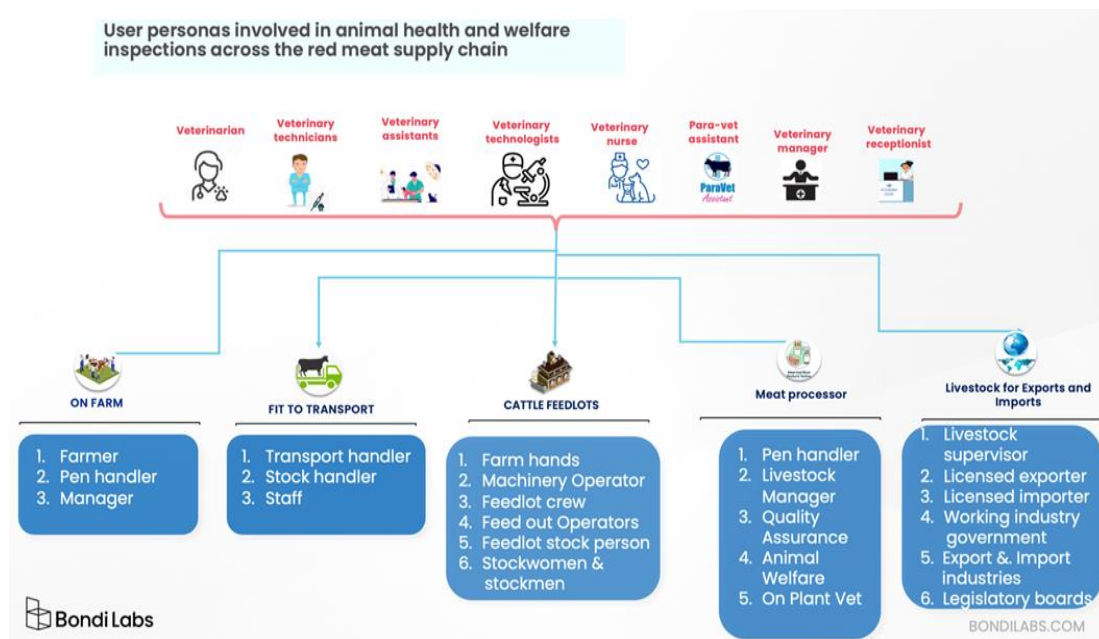 User personas involved in animal health and welfare
inspections across the red meat supply chain
Veterinarian
Veterinary
technicians
Veterinary
assistants
Veterinary
technologists
Veterinary
nurse
Para-vet
assistant
Veterinary
manager
Veterinary
receptionist
ParaVet
Assistant
ON FARM
1. Farmer
2. Pen handler
3. Manager
FIT TO TRANSPORT
1. Transport handler
2. Stock handler
3. Staff
CATTLE FEEDLOTS
1. Farm hands
2. Machinery Operator
3. Feedlot crew
4. Feed out Operators
5. Feedlot stock person
6. Stockwomen &
stockmen
Meat processor
1. Pen handler
2. Livestock
Manager
3. Quality
Assurance
4. Animal
Welfare
5. On Plant Vet
Livestock for Exports and
Imports
1. Livestock
supervisor
2. Licensed exporter
3. Licensed importer
4. Working industry
government
5. Export &. Import
industries
6. Legislatory boards
Bondi Labs
BONDILABS.COM